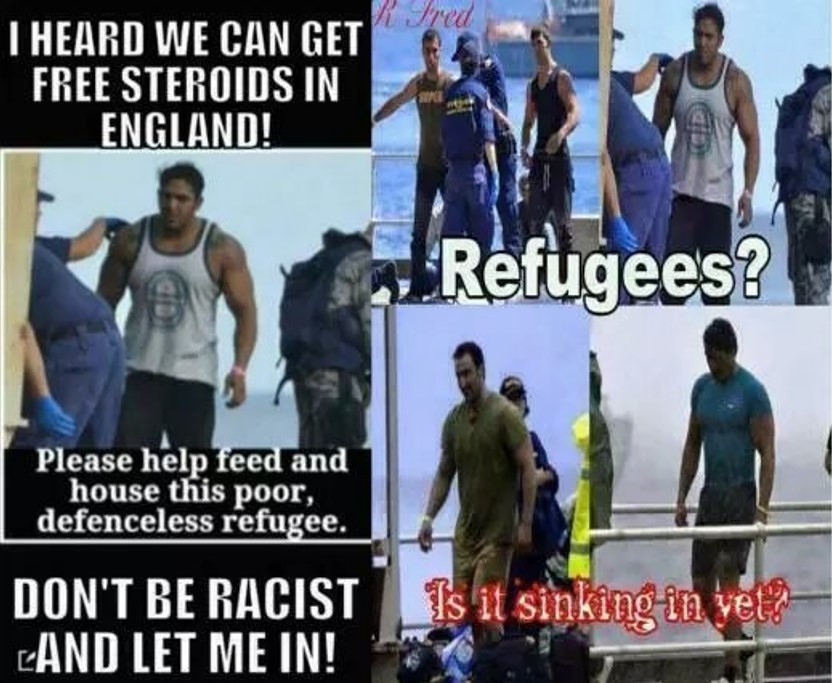 I HEARD WE CAN GET
FREE STEROIDS IN
ENGLAND!
Please help feed and
house this poor,
defenceless refugee.
DON'T BE RACIST
AND LET ME IN!
R Fred
Refugees?
Is it sinking in yet?